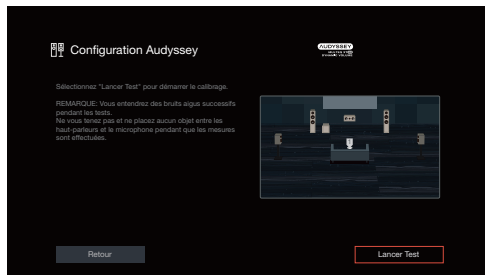 Configuration Audyssey
AUDYSSEY
Sélectionnez "Lancer Test" pour démarrer le calibrage.
REMARQUE: Vous entendrez des bruits aigus successifs
pendant les tests.
Ne vous tenez pas et ne placez aucun objet entre les
haut-parleurs et le microphone pendant que les mesures
sont effectuées.
Retour
Lancer Test